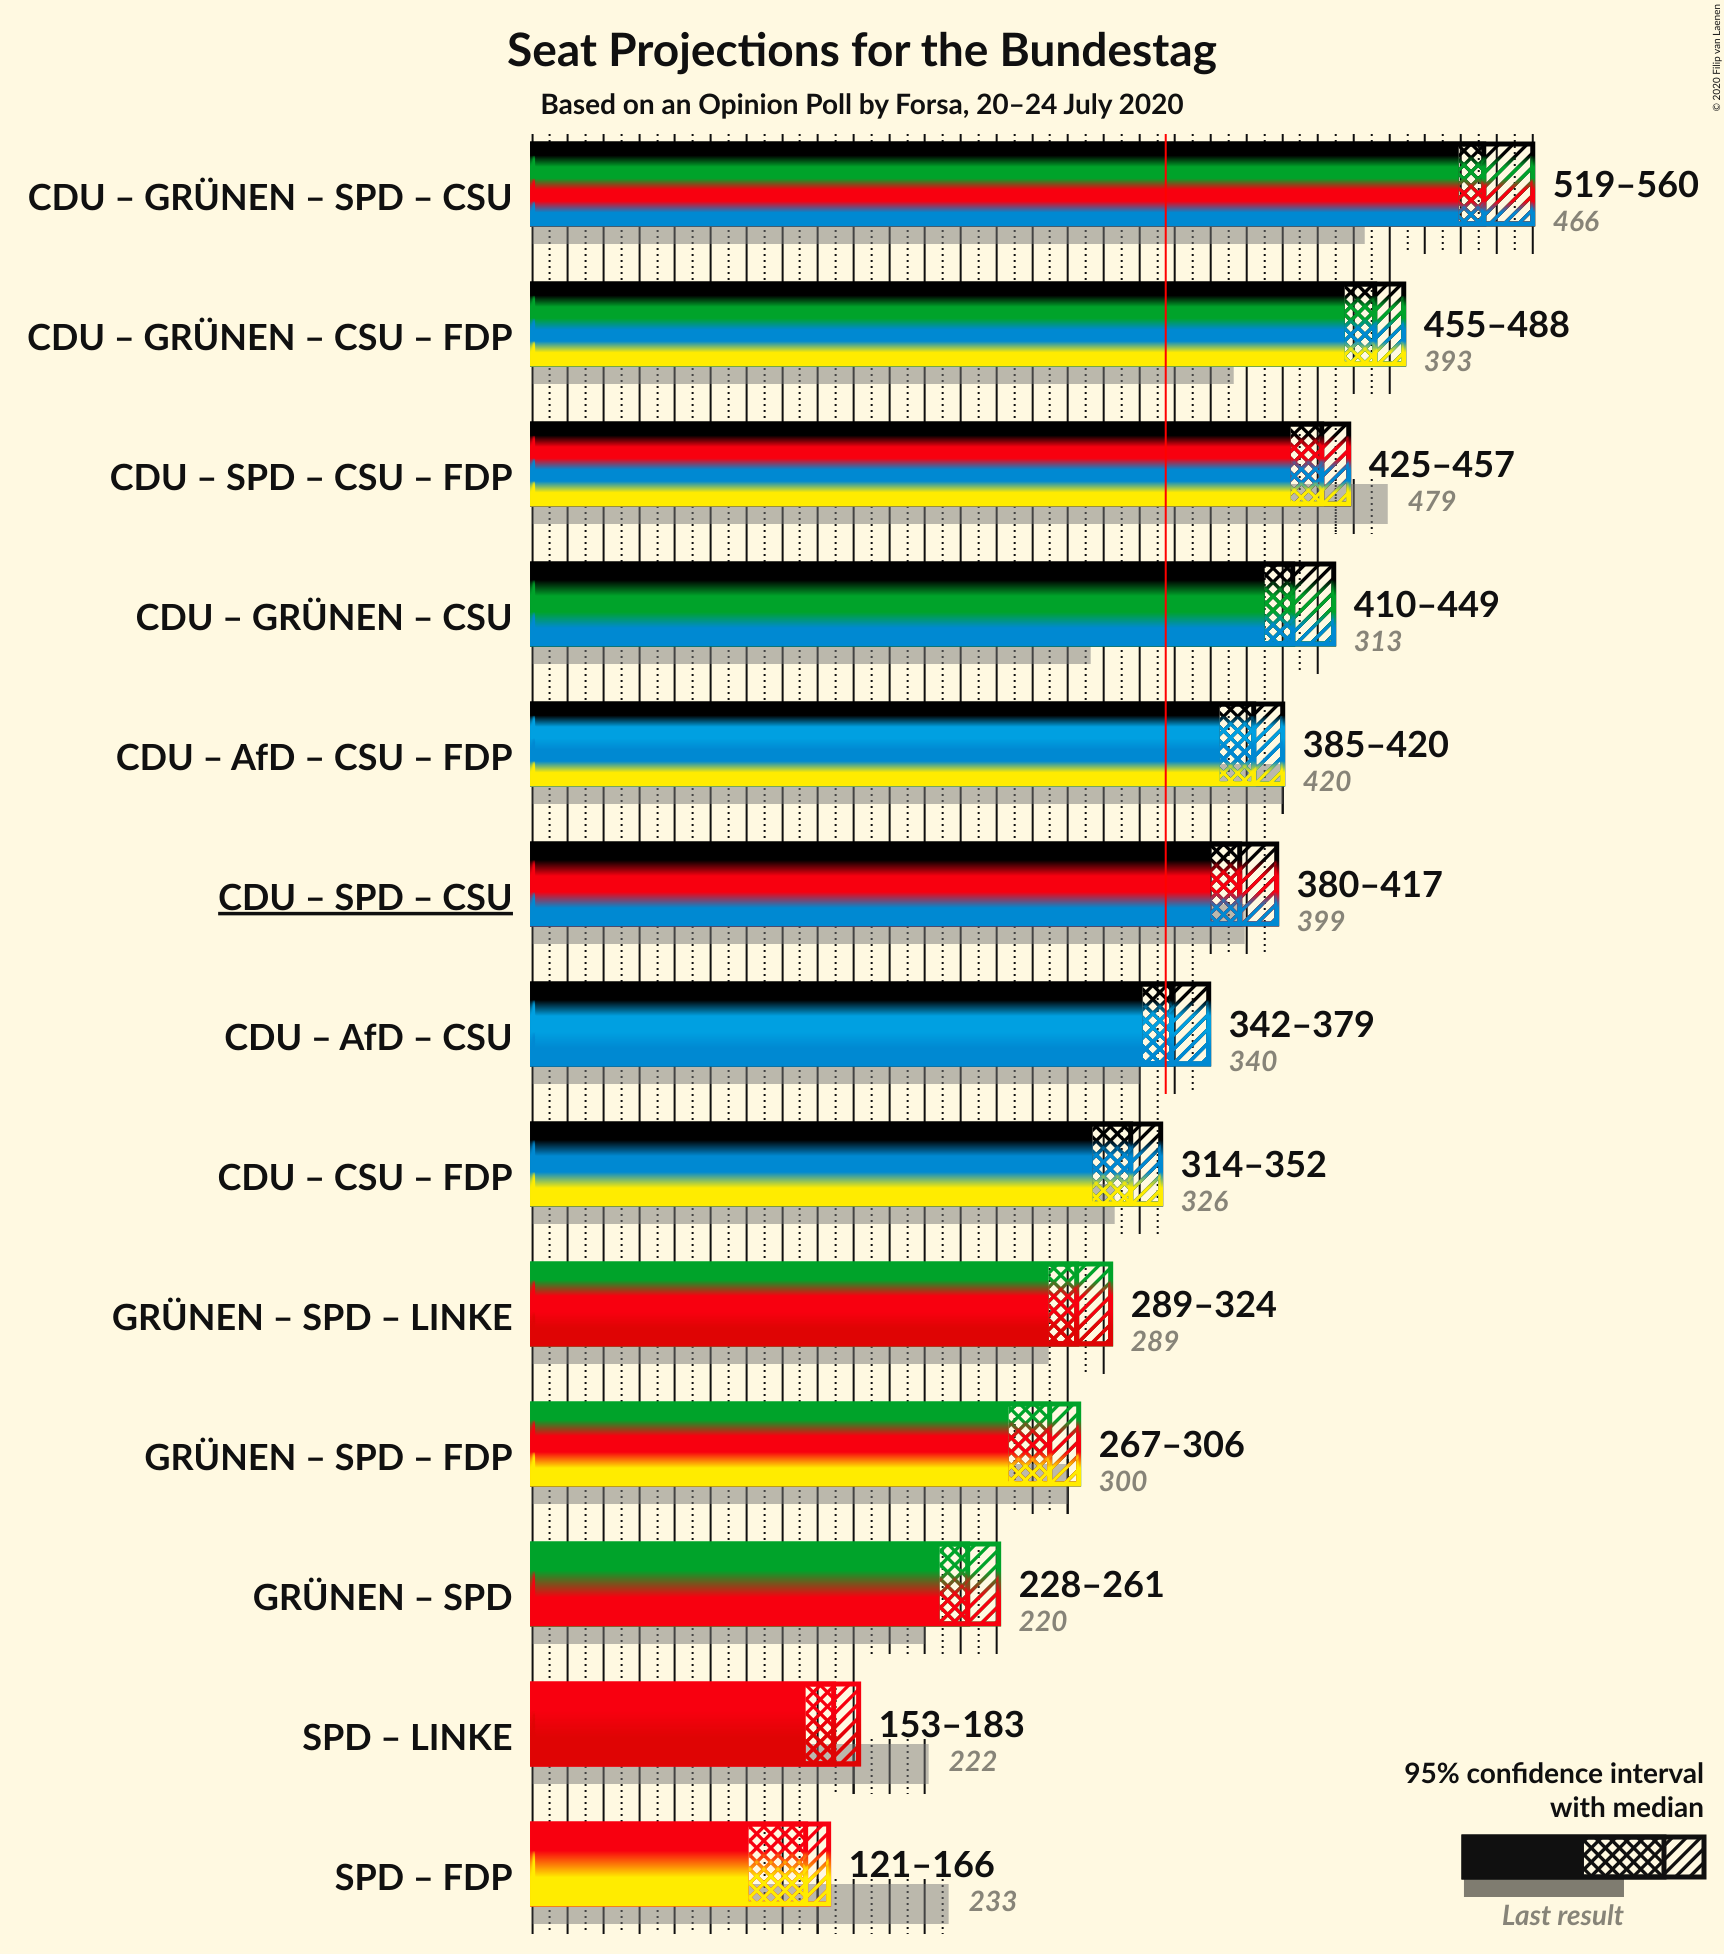 Seat Projections for the Bundestag
Based on an Opinion Poll by Forsa, 20–24 July 2020
© 2020 Filip van Laenen
CDU – GRÜNEN – SPD – CSU
519–560
466
CDU – GRÜNEN – CSU – FDP
455–488
393
CDU – SPD – CSU – FDP
425–457
479
CDU – GRÜNEN – CSU
410–449
313
CDU – AfD – CSU – FDP
385–420
420
CDU – SPD – CSU
380–417
399
CDU – AfD – CSU
342–379
340
CDU – CSU – FDP
314–352
326
GRÜNEN – SPD – LINKE
289–324
289
GRÜNEN – SPD – FDP
267–306
300
GRÜNEN – SPD
228–261
220
SPD – LINKE
153–183
222
SPD – FDP
121–166
233
95% confidence interval
with median
Last result